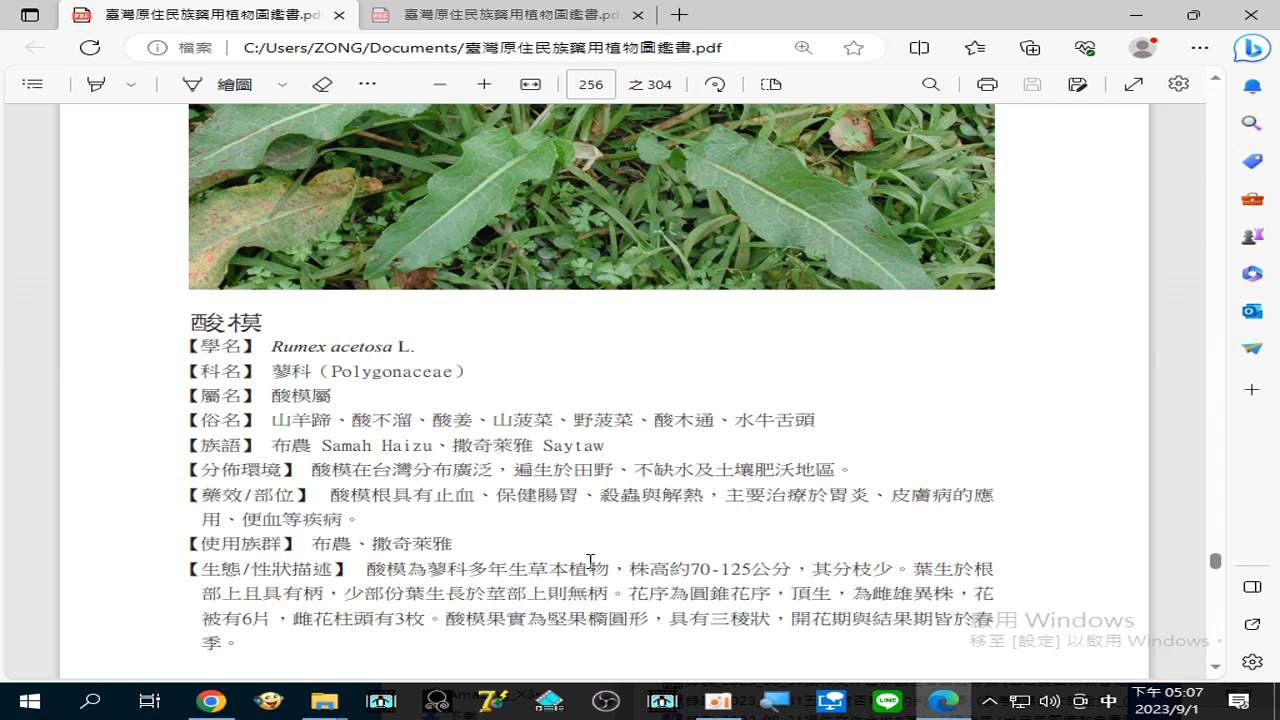 臺灣原住民族藥用植物圖鑑書.pdf
臺灣原住民族藥用植物圖鑑書.pdf
檔案 C:/Users/ZONG/Documents/臺灣原住民族藥用植物圖鑑書.pdf
繪圖 256 之 304
酸模
【學名】 Rumex acetosa L.
【科名】 蓼科（Polygonaceae）
【屬名】 酸模屬
【俗名】 山羊蹄、酸不溜、酸姜、山菠菜、野菠菜、酸木通、水牛舌頭
【族語】 布農 Samah Haizu、撒奇萊雅 Saytaw
【分佈環境】 酸模在台灣分布廣泛，遍生於田野、不缺水及土壤肥沃地區。
【藥效/部位】 酸模根具有止血、保健腸胃、殺蟲與解熱，主要治療於胃炎、皮膚病的應
用、便血等疾病。
【使用族群】 布農、撒奇萊雅
【生態/性狀描述】 酸模為蓼科多年生草本植物，株高約70-125公分，其分枝少。葉生於根
部上且具有柄，少部份葉生長於莖部上則無柄。花序為圓錐花序，頂生，為雌雄異株，花
被有6片，雌花柱頭有3枚。酸模果實為堅果橢圓形，具有三稜狀，開花期與結果期皆於春
季。
啟用 Windows
移至 [設定] 以啟用 Windows。
中
下午 05:07
2023/9/1